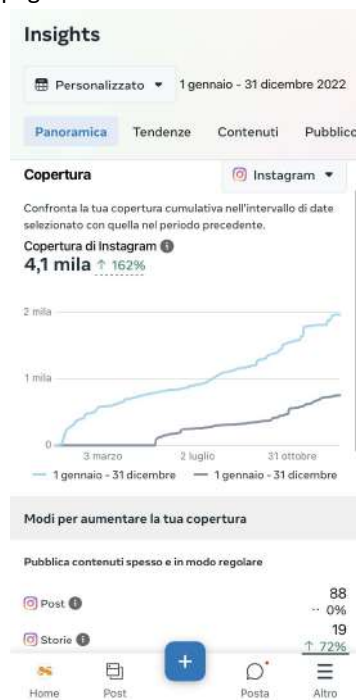 Insights
Personalizzato 1 gennaio - 31 dicembre 2022
Panoramica Tendenze Contenuti Pubblico
Copertura Instagram
Confronta la tua copertura cumulativa nell'intervallo di date
selezionato con quella nel periodo precedente.
Copertura di Instagram
4,1 mila ↑ 162%
2 mila
1 mila
0
3 marzo 2 luglio 31 ottobre
1 gennaio - 31 dicembre 1 gennaio - 31 dicembre
Modi per aumentare la tua copertura
Pubblica contenuti spesso e in modo regolare
Post 88
-- 0%
Storie 19
↑ 72%
Home Post Posta Altro